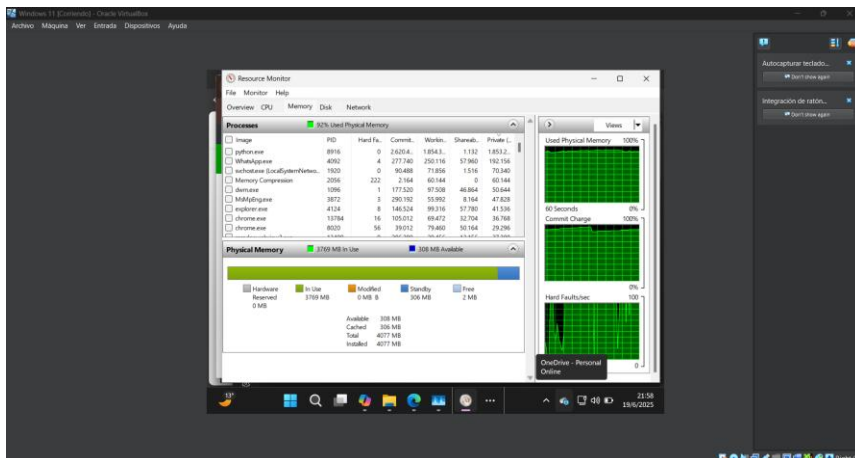 Windows 11 [Corriendo] - Oracle VirtualBox
Archivo Máquina Ver Entrada Dispositivos Ayuda
Autocapturar teclado...
Don't show again
Integración de ratón...
Don't show again
Resource Monitor
File Monitor Help
Overview CPU Memory Disk Network
Processes 92% Used Physical Memory
Image PID Hard Fa... Commit... Workin... Shareab... Private (...
python.exe 8916 0 2.620.4... 1.854.3... 1.132 1.853.2...
WhatsApp.exe 4092 4 277.740 250.116 57.960 192.156
svchost.exe (LocalSystemNetwo... 1920 0 90.488 71.856 1.516 70.340
Memory Compression 2056 222 2.164 60.144 0 60.144
dwm.exe 1096 1 177.520 97.508 46.864 50.644
MsMpEng.exe 3872 3 290.192 55.992 8.164 47.828
explorer.exe 4124 8 146.524 99.316 57.780 41.536
chrome.exe 13784 16 105.012 69.472 32.704 36.768
chrome.exe 8020 56 39.012 79.460 50.164 29.296
Physical Memory 3769 MB In Use 308 MB Available
Hardware Reserved 0 MB
In Use 3769 MB
Modified 0 MB
Standby 306 MB
Free 2 MB
Available 308 MB
Cached 306 MB
Total 4077 MB
Installed 4077 MB
Views
Used Physical Memory 100%
60 Seconds 0%
Commit Charge 100%
0%
Hard Faults/sec 100
0
OneDrive - Personal
Online
13°
21:58
19/6/2025